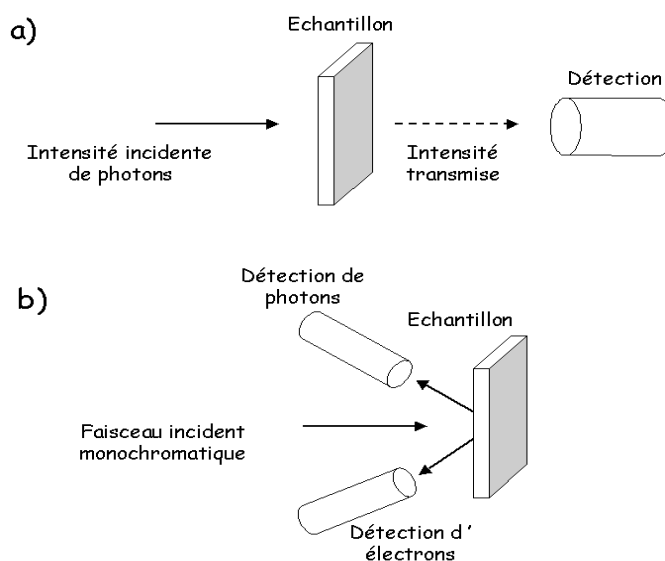 a)
Echantillon
Détection
Intensité incidente
de photons
Intensité
transmise
b)
Détection de
photons
Echantillon
Faisceau incident
monochromatique
Détection d '
électrons